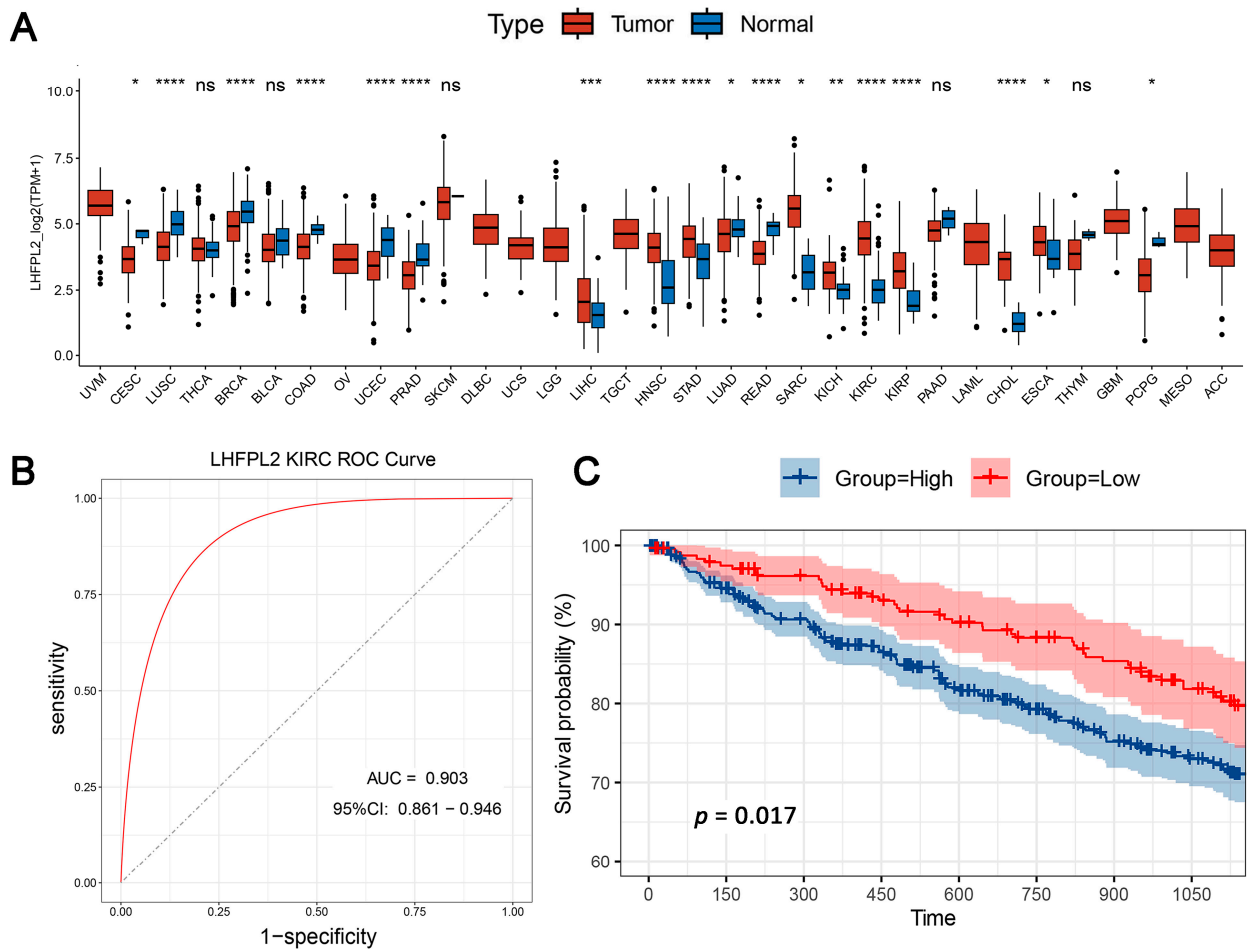 A
Type Tumor Normal
* **** ns **** ns **** **** **** ns *** **** **** * **** * ** **** **** ns **** * ns *
LHFPL2_log2(TPM+1)
10.0
7.5
5.0
2.5
0.0
UVM CESC LUSC THCA BRCA BLCA COAD OV UCEC PRAD SKCM DLBC UCS LGG LIHC TGCT HNSC STAD LUAD READ SARC KICH KIRC KIRP PAAD LAML CHOL ESCA THYM GBM PCPG MESO ACC
B
LHFPL2 KIRC ROC Curve
sensitivity
1.00
0.75
0.50
0.25
0.00
AUC = 0.903
95%CI: 0.861 − 0.946
0.00 0.25 0.50 0.75 1.00
1−specificity
C
Group=High Group=Low
Survival probability (%)
100
90
80
70
60
p = 0.017
0 150 300 450 600 750 900 1050
Time